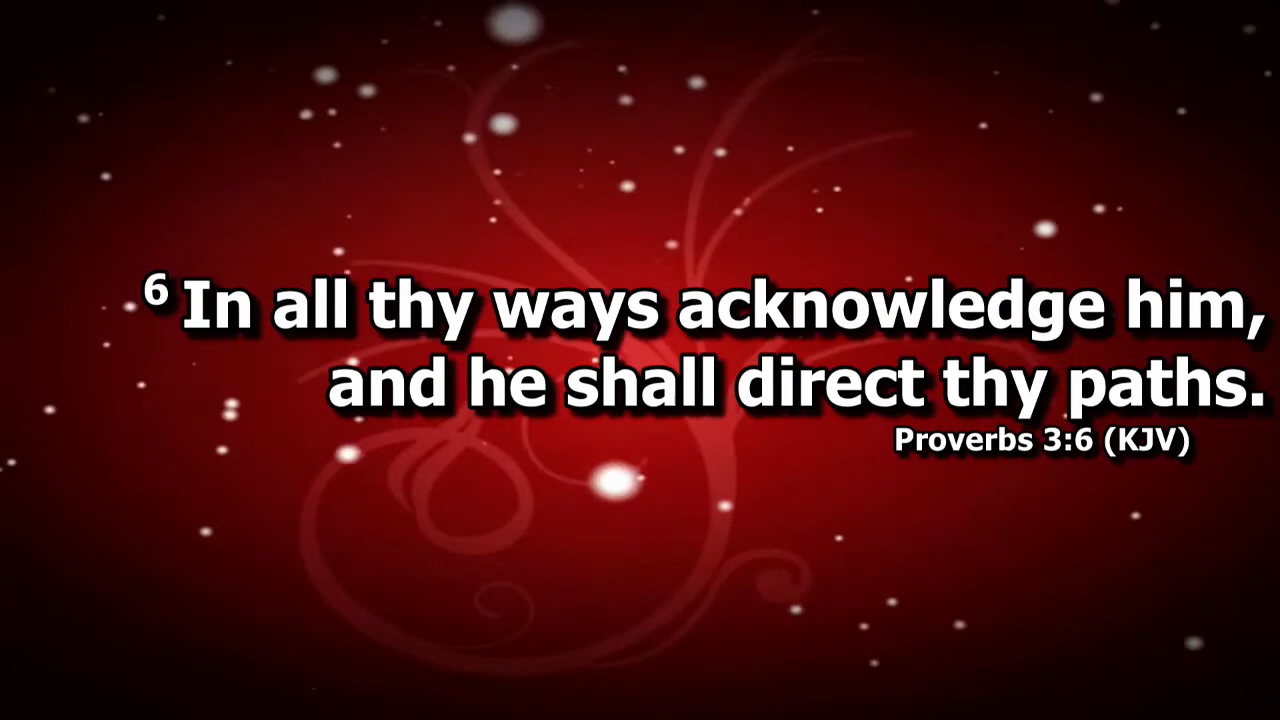 6 In all thy ways acknowledge him,
and he shall direct thy paths.
Proverbs 3:6 (KJV)